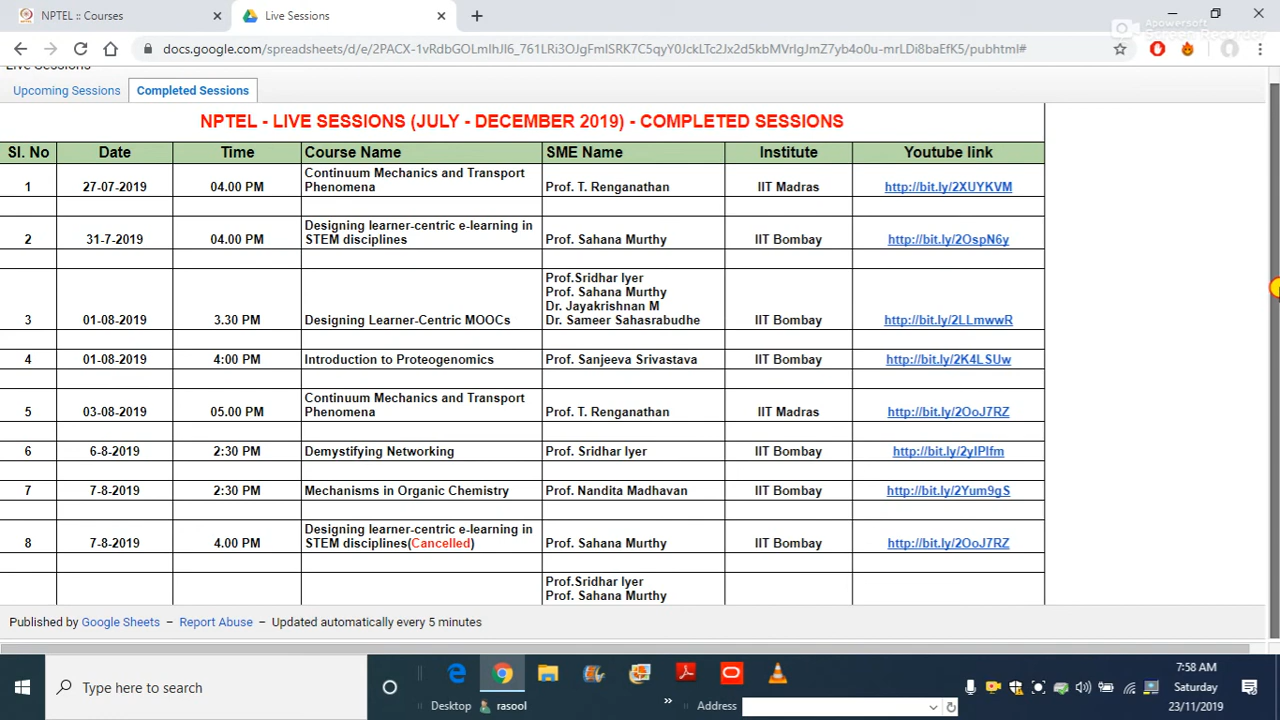 NPTEL :: Courses
Live Sessions
Apowersoft
Screen Recorder
docs.google.com/spreadsheets/d/e/2PACX-1vRdbGOLmIhJI6_761LRi3OJgFmISRK7C5qyY0JckLTc2Jx2d5kbMVrlgJmZ7yb4o0u-mrLDi8baEfK5/pubhtml#
Live Sessions
Upcoming Sessions Completed Sessions
NPTEL - LIVE SESSIONS (JULY - DECEMBER 2019) - COMPLETED SESSIONS
Sl. No Date Time Course Name SME Name Institute Youtube link
Continuum Mechanics and Transport
1 27-07-2019 04.00 PM Phenomena Prof. T. Renganathan IIT Madras http://bit.ly/2XUYKVM
Designing learner-centric e-learning in
2 31-7-2019 04.00 PM STEM disciplines Prof. Sahana Murthy IIT Bombay http://bit.ly/2OspN6y
Prof.Sridhar Iyer
Prof. Sahana Murthy
Dr. Jayakrishnan M
3 01-08-2019 3.30 PM Designing Learner-Centric MOOCs Dr. Sameer Sahasrabudhe IIT Bombay http://bit.ly/2LLmwwR
4 01-08-2019 4:00 PM Introduction to Proteogenomics Prof. Sanjeeva Srivastava IIT Bombay http://bit.ly/2K4LSUw
Continuum Mechanics and Transport
5 03-08-2019 05.00 PM Phenomena Prof. T. Renganathan IIT Madras http://bit.ly/2OoJ7RZ
6 6-8-2019 2:30 PM Demystifying Networking Prof. Sridhar Iyer IIT Bombay http://bit.ly/2yIPIfm
7 7-8-2019 2:30 PM Mechanisms in Organic Chemistry Prof. Nandita Madhavan IIT Bombay http://bit.ly/2Yum9gS
Designing learner-centric e-learning in
8 7-8-2019 4.00 PM STEM disciplines(Cancelled) Prof. Sahana Murthy IIT Bombay http://bit.ly/2OoJ7RZ
Prof.Sridhar Iyer
Prof. Sahana Murthy
Published by Google Sheets – Report Abuse – Updated automatically every 5 minutes
Type here to search
Desktop rasool » Address
7:58 AM
Saturday
23/11/2019